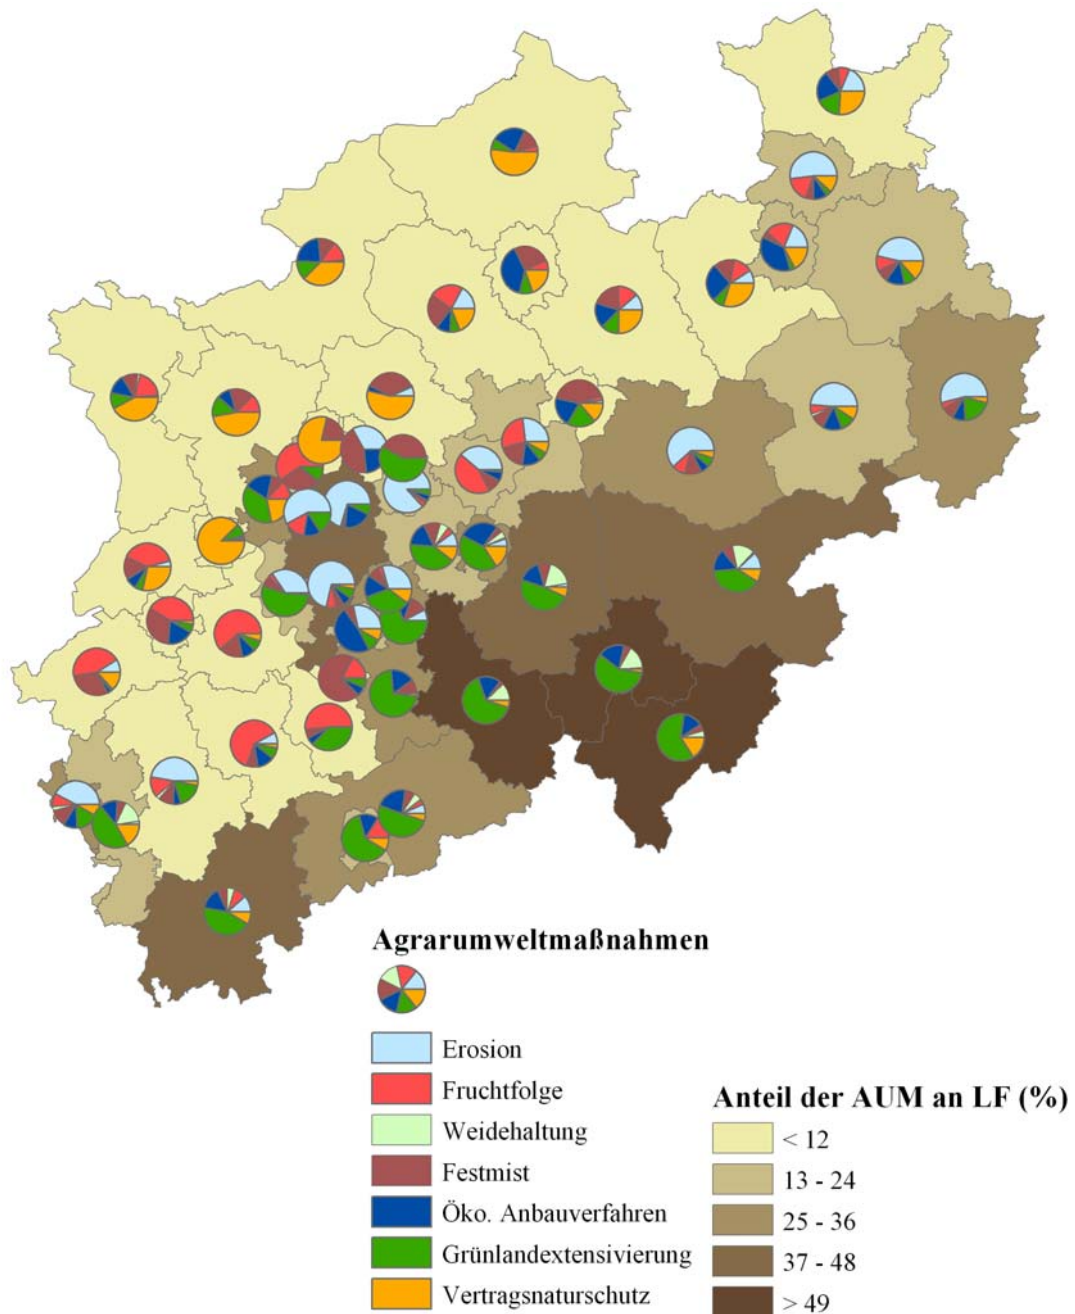 Agrarumweltmaßnahmen
Erosion
Fruchtfolge
Weidehaltung
Festmist
Öko. Anbauverfahren
Grünlandextensivierung
Vertragsnaturschutz
Anteil der AUM an LF (%)
< 12
13 - 24
25 - 36
37 - 48
> 49